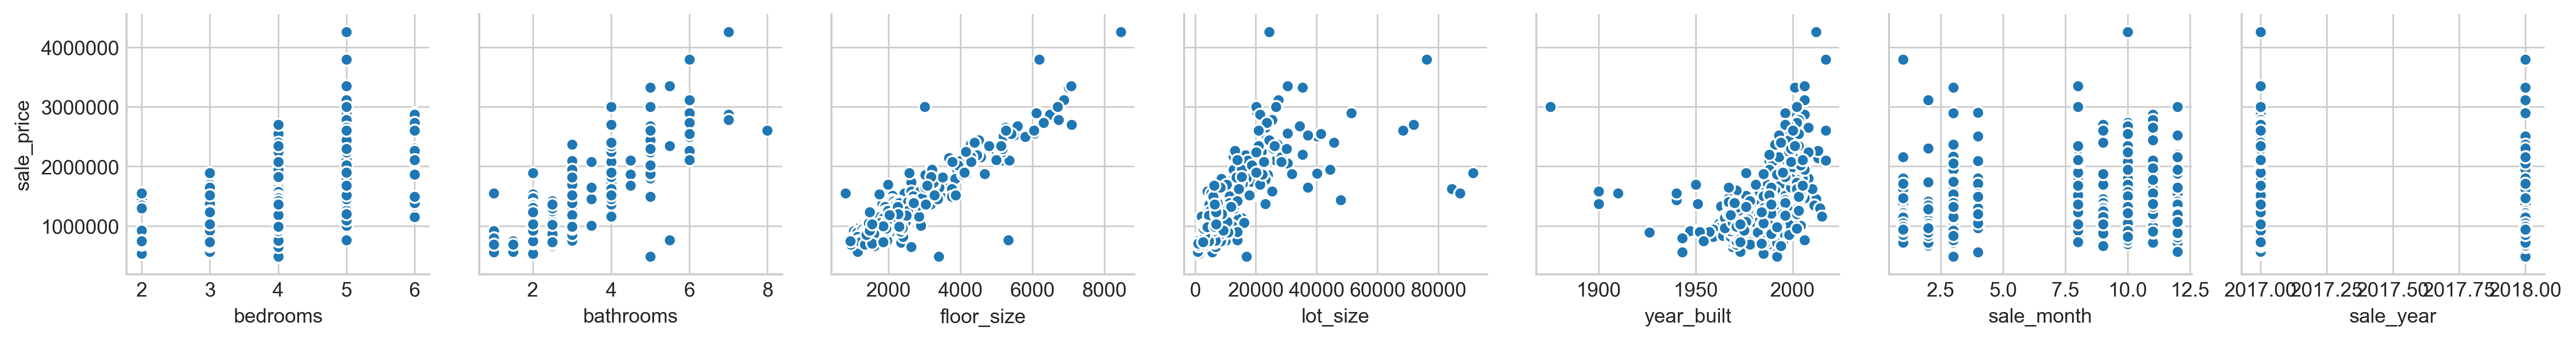 4000000
3000000
2000000
1000000
sale_price
2 3 4 5 6
bedrooms
2 4 6 8
bathrooms
2000 4000 6000 8000
floor_size
0 20000 40000 60000 80000
lot_size
1900 1950 2000
year_built
2.5 5.0 7.5 10.0 12.5
sale_month
2017.00 2017.25 2017.50 2017.75 2018.00
sale_year